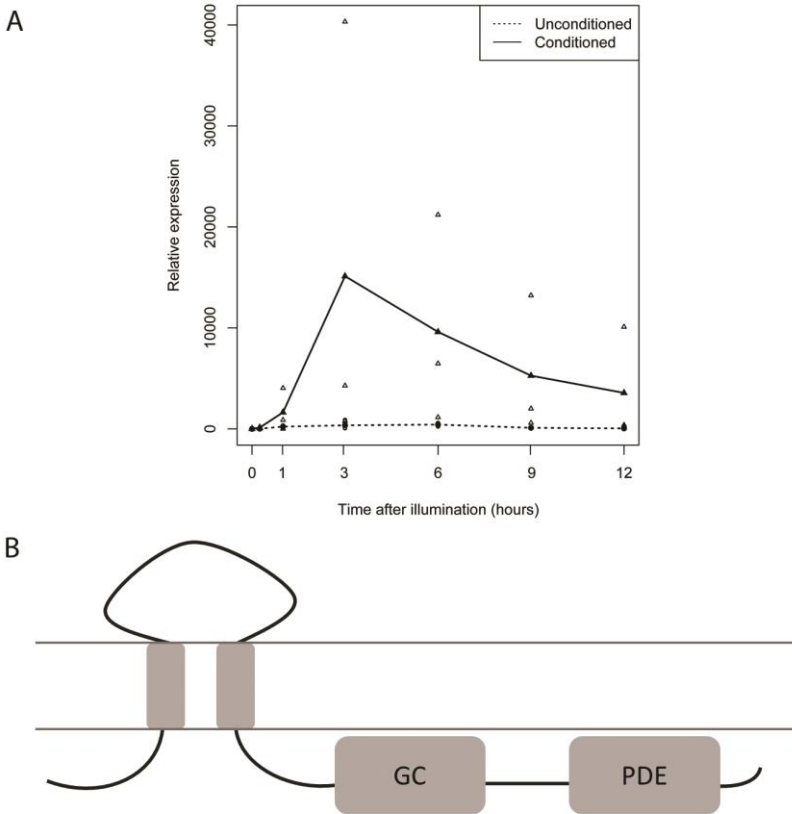 A
Unconditioned
Conditioned
Relative expression
40000
30000
20000
10000
0
0 1 3 6 9 12
Time after illumination (hours)
B
GC PDE